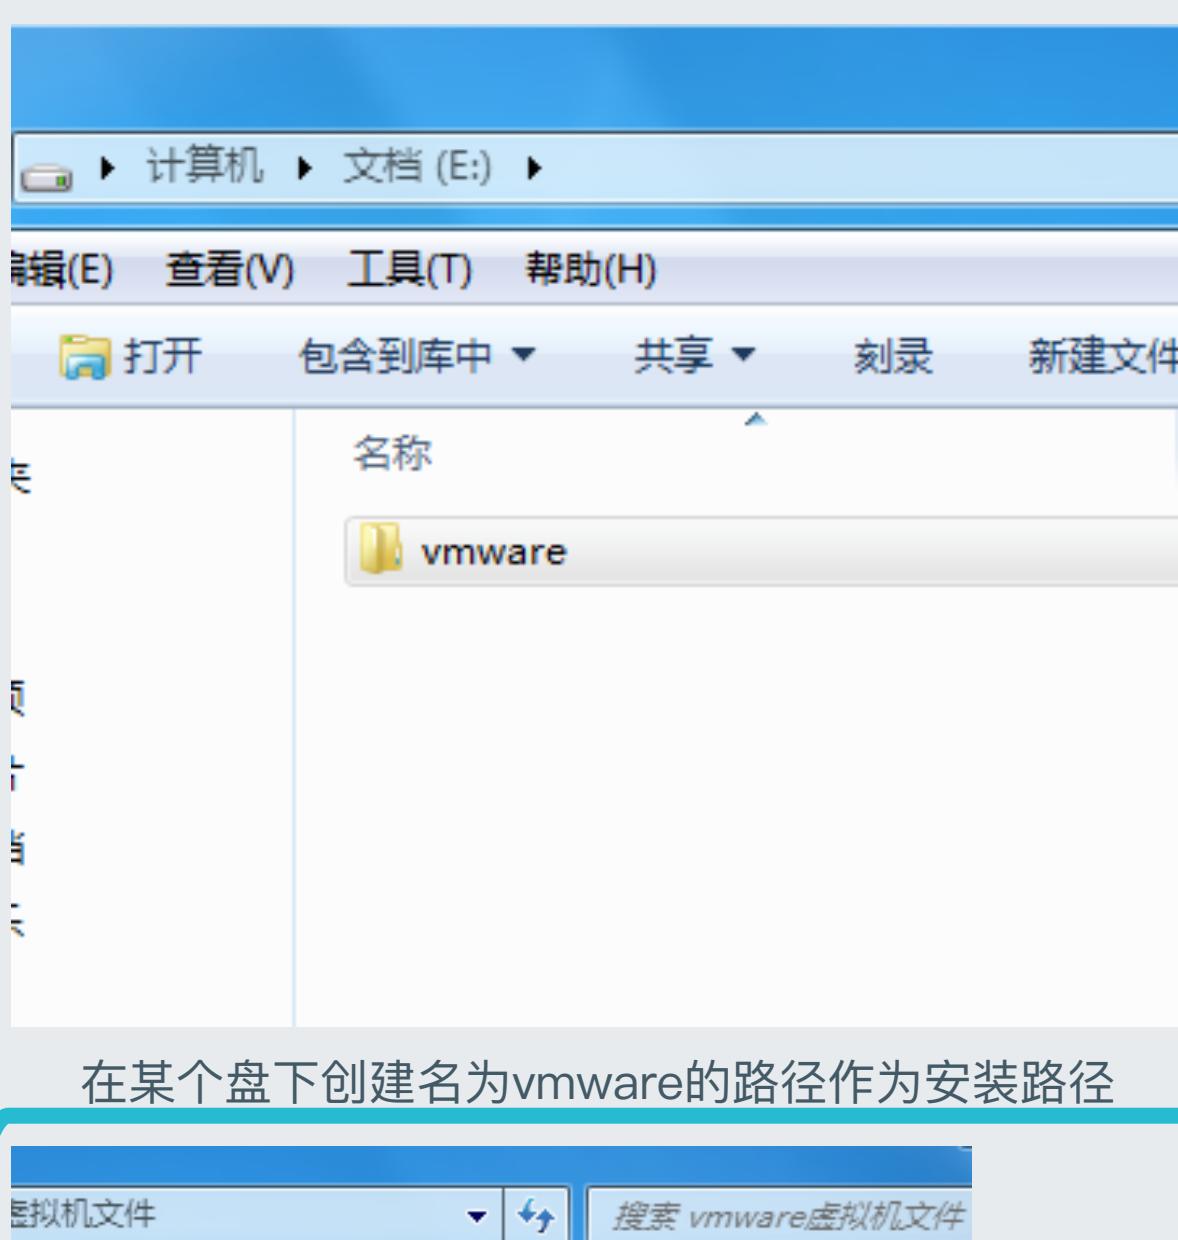 计算机 文档 (E:)
编辑(E) 查看(V) 工具(T) 帮助(H)
打开 包含到库中 共享 刻录 新建文件
名称
vmware
在某个盘下创建名为vmware的路径作为安装路径
虚拟机文件 搜索 vmware虚拟机文件